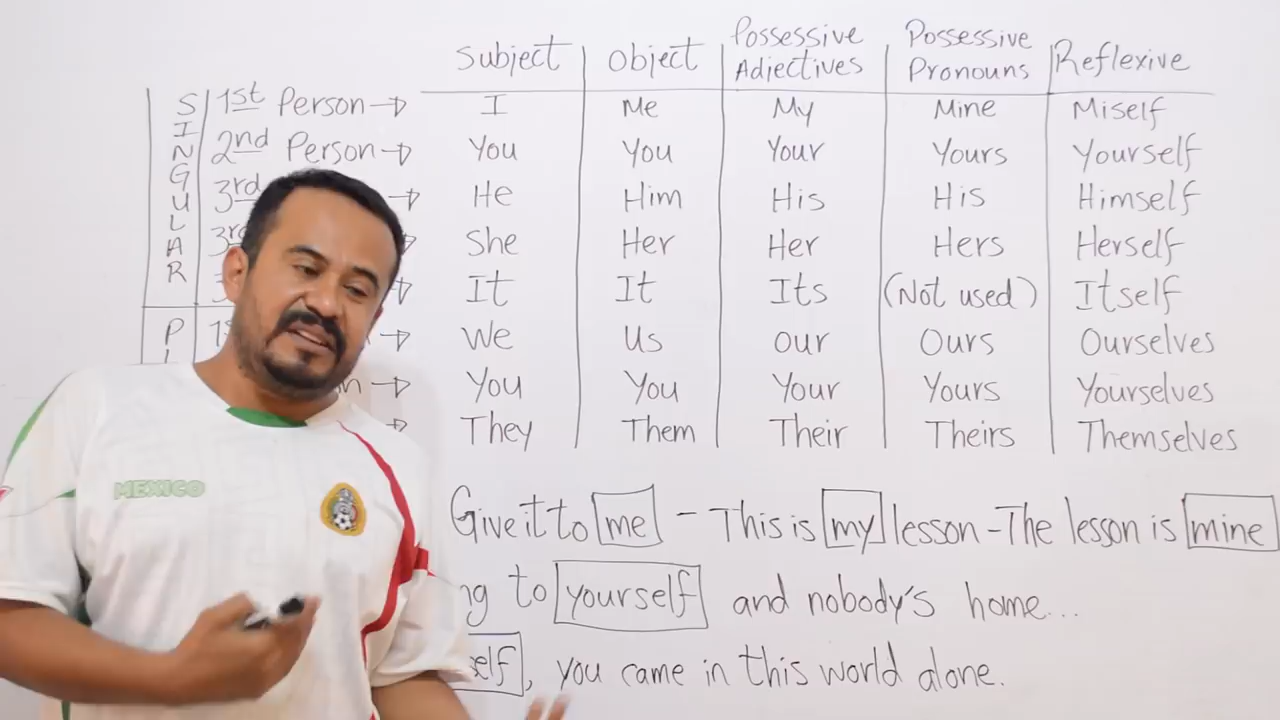 Subject Object Possessive Adjectives Possessive Pronouns Reflexive
SINGULAR
1st Person I Me My Mine Miself
2nd Person You You Your Yours Yourself
3rd He Him His His Himself
She Her Her Hers Herself
It It Its (Not used) Itself
We Us Our Ours Ourselves
You You Your Yours Yourselves
They Them Their Theirs Themselves
MEXICO
Give it to me - This is my lesson - The lesson is mine
to yourself and nobody's home...
, you came in this world alone.